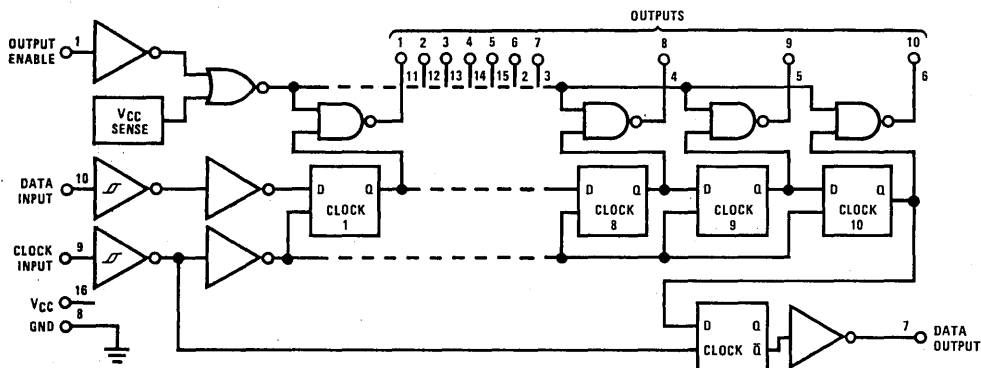 OUTPUTS
OUTPUT
ENABLE
1
1 2 3 4 5 6 7 8 9 10
11 12 13 14 15 2 3 4 5 6
VCC
SENSE
DATA
INPUT
10
D Q
CLOCK
1
D Q
CLOCK
8
D Q
CLOCK
9
D Q
CLOCK
10
CLOCK
INPUT
9
VCC
16
GND
8
D Q
CLOCK Q̅
7
DATA
OUTPUT